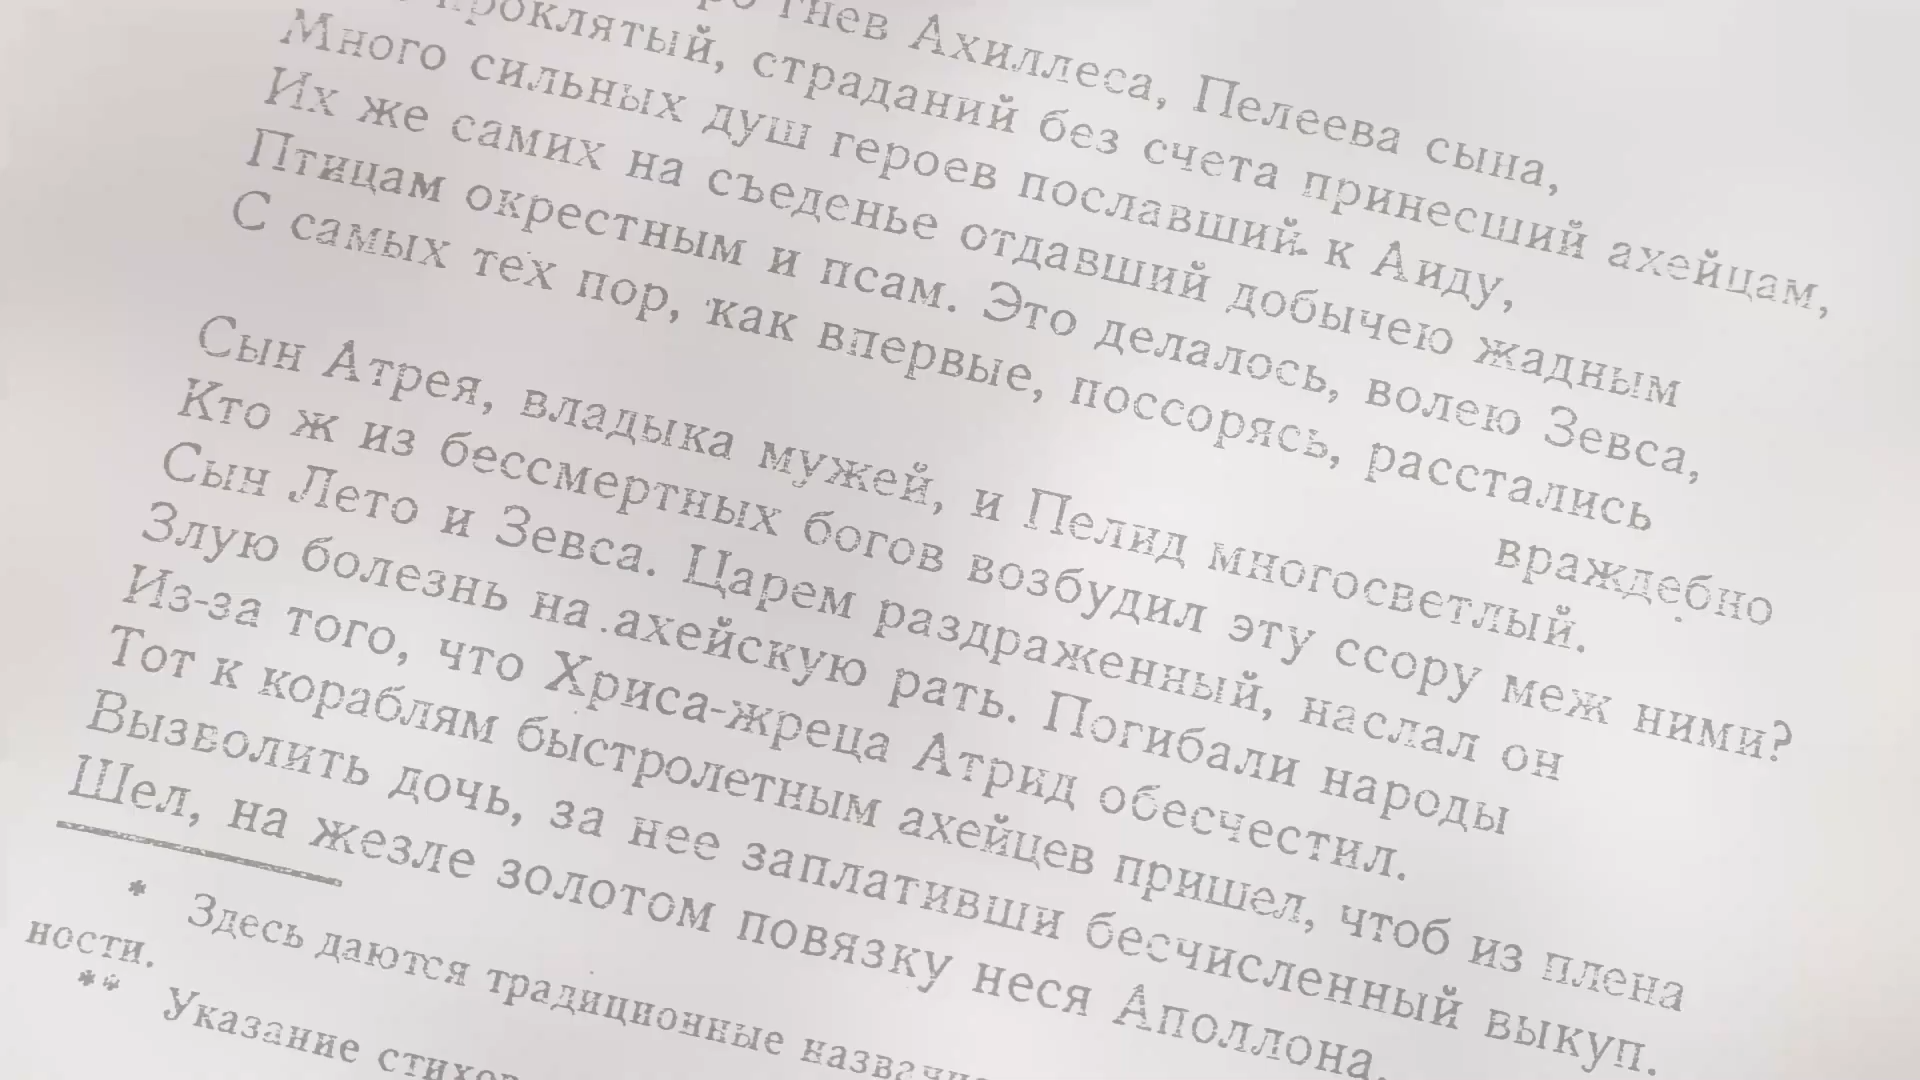 гнев Ахиллеса, Пелеева сына,
проклятый, страданий без счета принесший ахейцам,
Много сильных душ героев пославший к Аиду,
Их же самих на съеденье отдавший добычею жадным
Птицам окрестным и псам. Это делалось, волею Зевса,
С самых тех пор, как впервые, поссорясь, расстались
враждебно
Сын Атрея, владыка мужей, и Пелид многосветлый.
Кто ж из бессмертных богов возбудил эту ссору меж ними?
Сын Лето и Зевса. Царем раздраженный, наслал он
Злую болезнь на ахейскую рать. Погибали народы
Из-за того, что Хриса-жреца Атрид обесчестил.
Тот к кораблям быстролетным ахейцев пришел, чтоб из плена
Вызволить дочь, за нее заплативши бесчисленный выкуп.
Шел, на жезле золотом повязку неся Аполлона.
* Здесь даются традиционные
ности.
** Указание